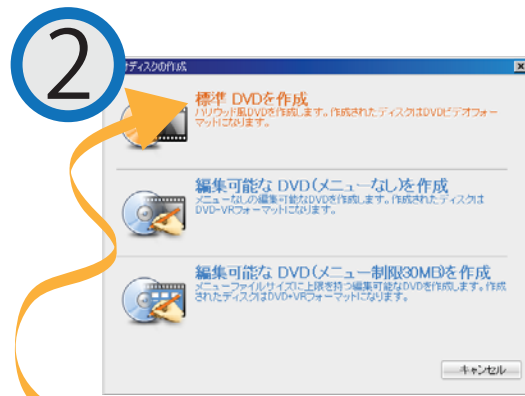 2
ディスクの作成
標準 DVDを作成
ハリウッド風DVDを作成します。作成されたディスクはDVDビデオフォー
マットになります。
編集可能な DVD(メニューなし)を作成
メニューなしの編集可能なDVDを作成します。作成されたディスクは
DVD-VRフォーマットになります。
編集可能な DVD(メニュー制限30MB)を作成
メニューファイルサイズに上限を持つ編集可能なDVDを作成します。作成
されたディスクはDVD+VRフォーマットになります。
キャンセル